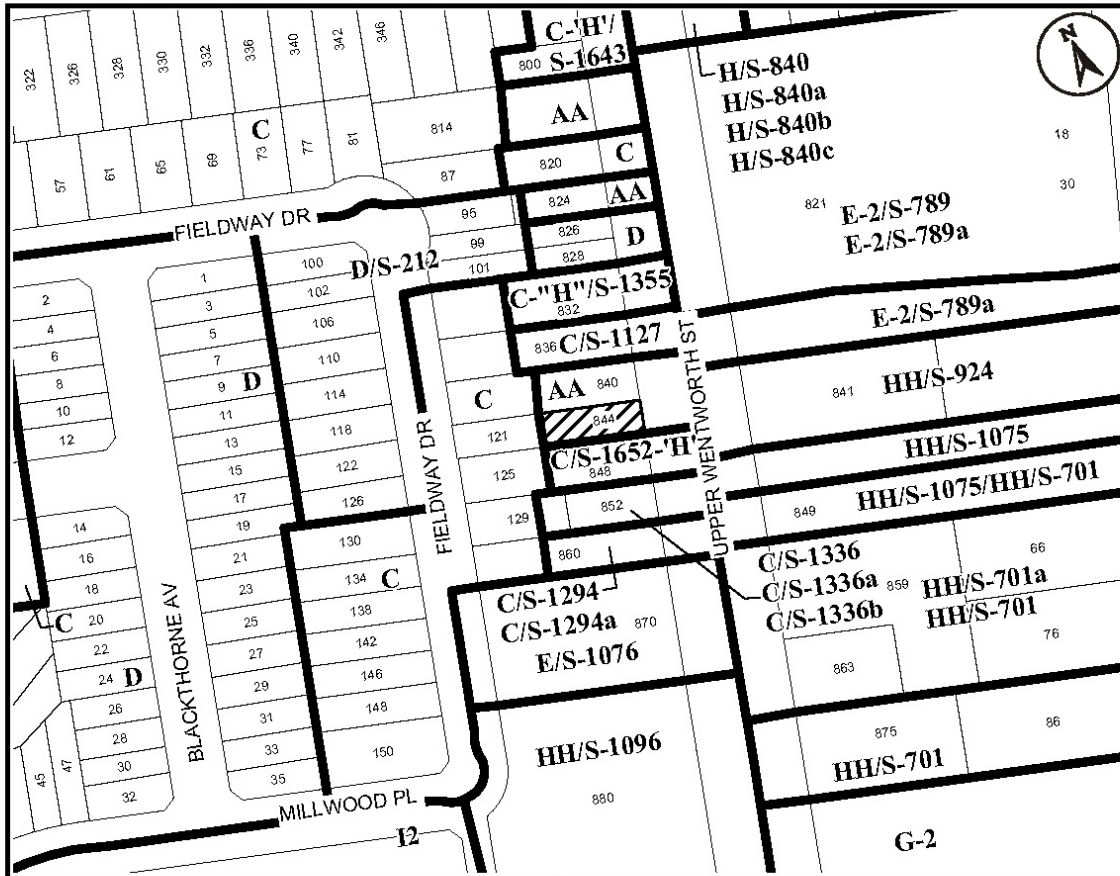 322
326
328
330
332
336
340
342
346
C-'H'/
800 S-1643
N
H/S-840
H/S-840a
H/S-840b
H/S-840c
AA
18
30
57
61
65
69
C
73
77
81
814
87
820 C
821
E-2/S-789
E-2/S-789a
FIELDWAY DR
95
99
101
824 AA
826
D
828
1
3
5
7
9 D
11
13
15
17
19
21
23
25
27
29
31
33
35
100
D/S-212
102
106
110
114
118
122
126
130
134 C
138
142
146
148
150
2
4
6
8
10
12
14
16
18
C 20
22
24 D
26
28
30
32
45
47
C-"H"/S-1355
832
836 C/S-1127
E-2/S-789a
AA 840
844
C
121
125
129
C/S-1652-'H'
848
852
860
841 HH/S-924
HH/S-1075
HH/S-1075/HH/S-701
849
FIELDWAY DR
UPPER WENTWORTH ST
BLACKTHORNE AV
C/S-1294
C/S-1294a
870
E/S-1076
C/S-1336
C/S-1336a
C/S-1336b
859
HH/S-701a
HH/S-701
66
76
863
HH/S-1096
880
875
HH/S-701
86
MILLWOOD PL
I2
G-2